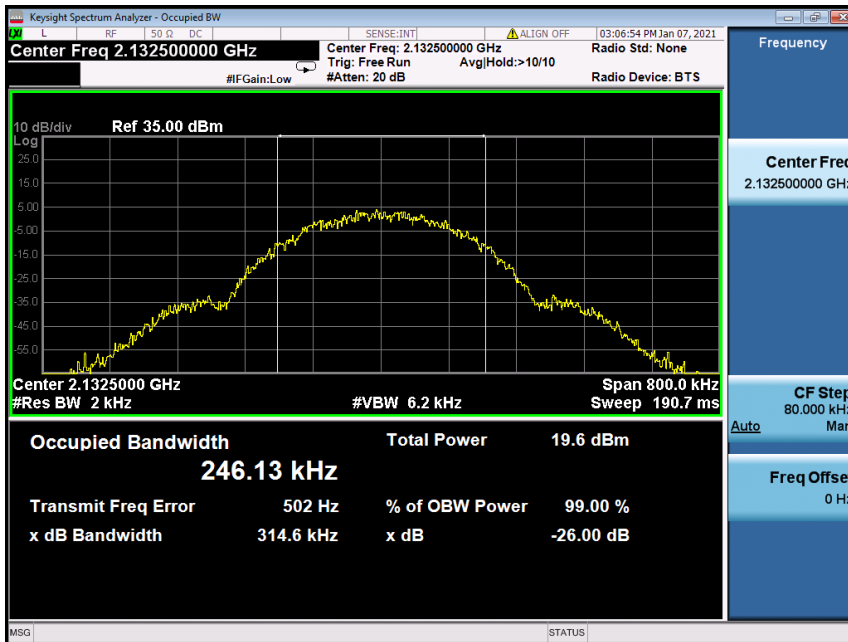 Keysight Spectrum Analyzer - Occupied BW
LXI L RF 50 Ω DC SENSE:INT ALIGN OFF 03:06:54 PM Jan 07, 2021
Center Freq 2.132500000 GHz
Center Freq: 2.132500000 GHz Radio Std: None
Trig: Free Run Avg|Hold:>10/10
#IFGain:Low #Atten: 20 dB Radio Device: BTS
10 dB/div Ref 35.00 dBm
Log
25.0
15.0
5.00
-5.00
-15.0
-25.0
-35.0
-45.0
-55.0
Center 2.1325000 GHz Span 800.0 kHz
#Res BW 2 kHz #VBW 6.2 kHz Sweep 190.7 ms
Occupied Bandwidth Total Power 19.6 dBm
246.13 kHz
Transmit Freq Error 502 Hz % of OBW Power 99.00 %
x dB Bandwidth 314.6 kHz x dB -26.00 dB
MSG STATUS
Frequency
Center Freq
2.132500000 GHz
CF Step
80.000 kHz
Auto Man
Freq Offset
0 Hz